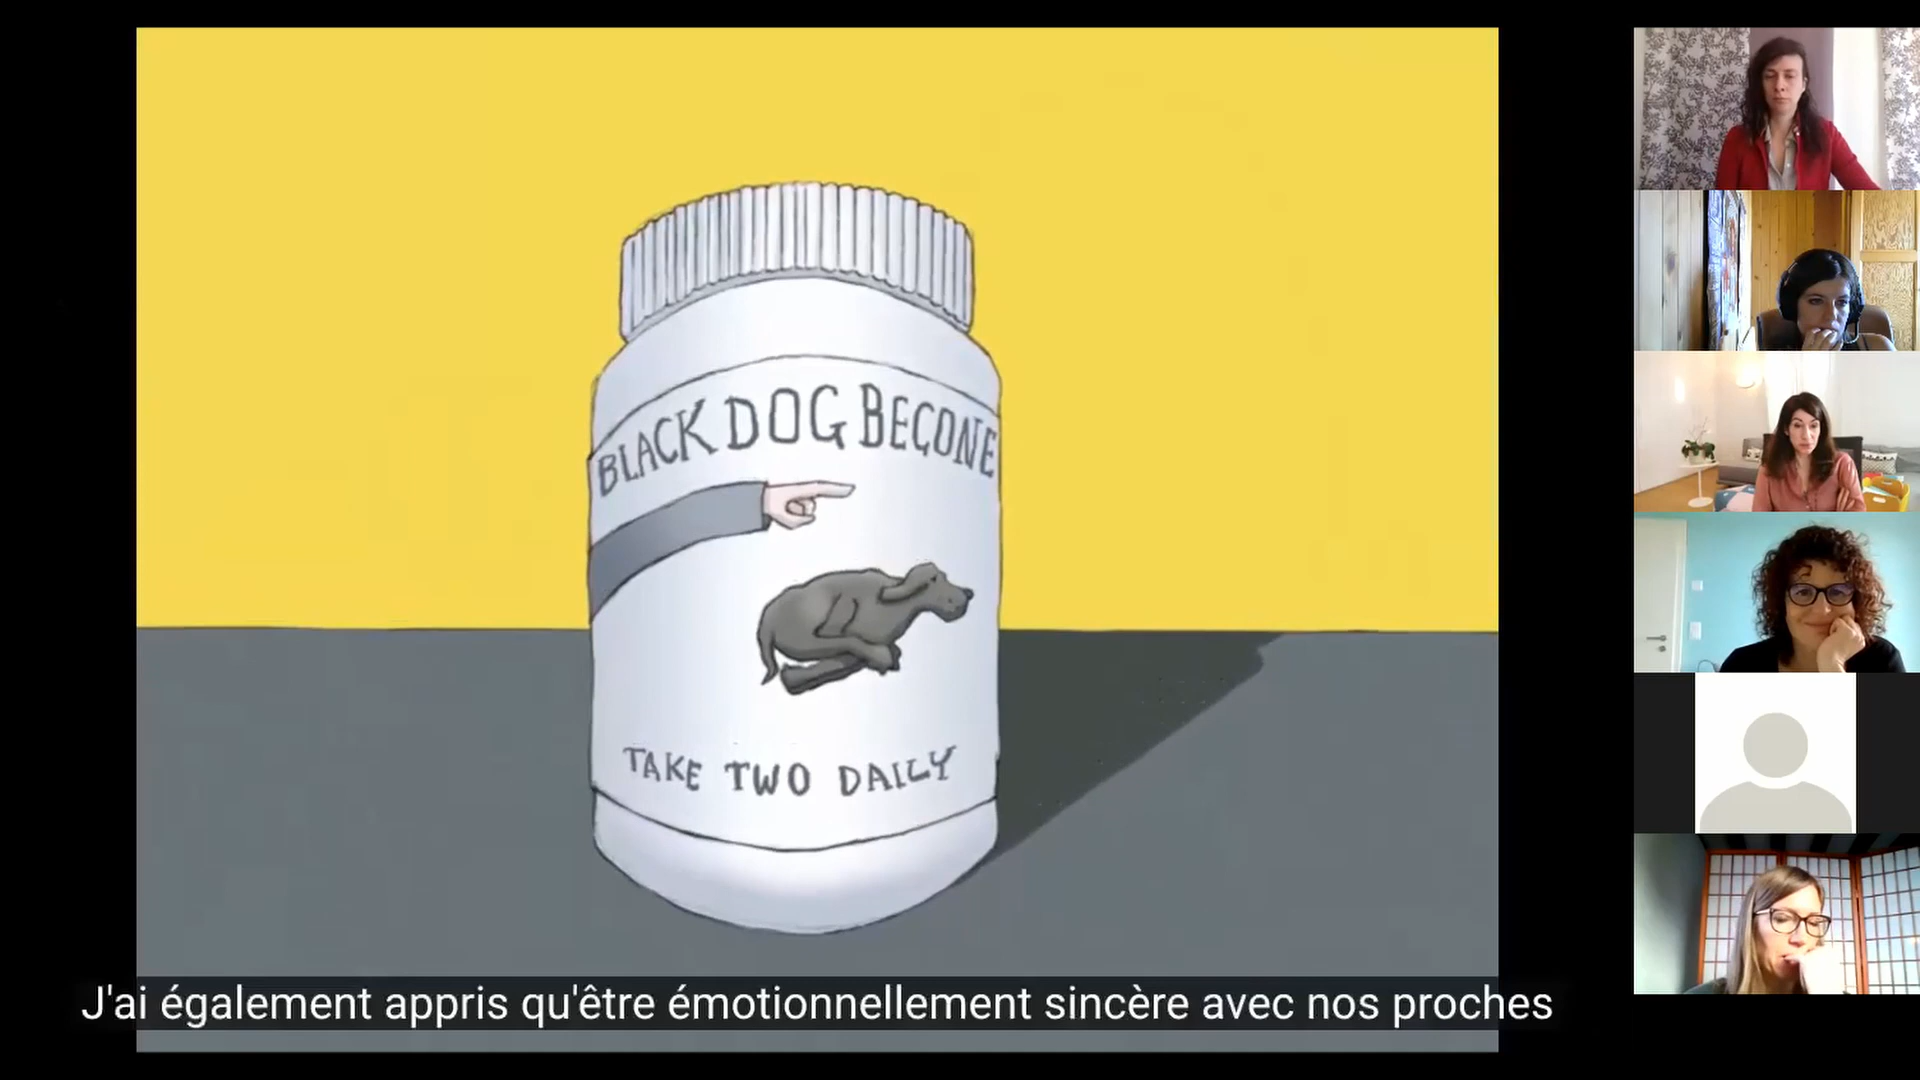 BLACK DOG BEGONE
TAKE TWO DAILY
J'ai également appris qu'être émotionnellement sincère avec nos proches